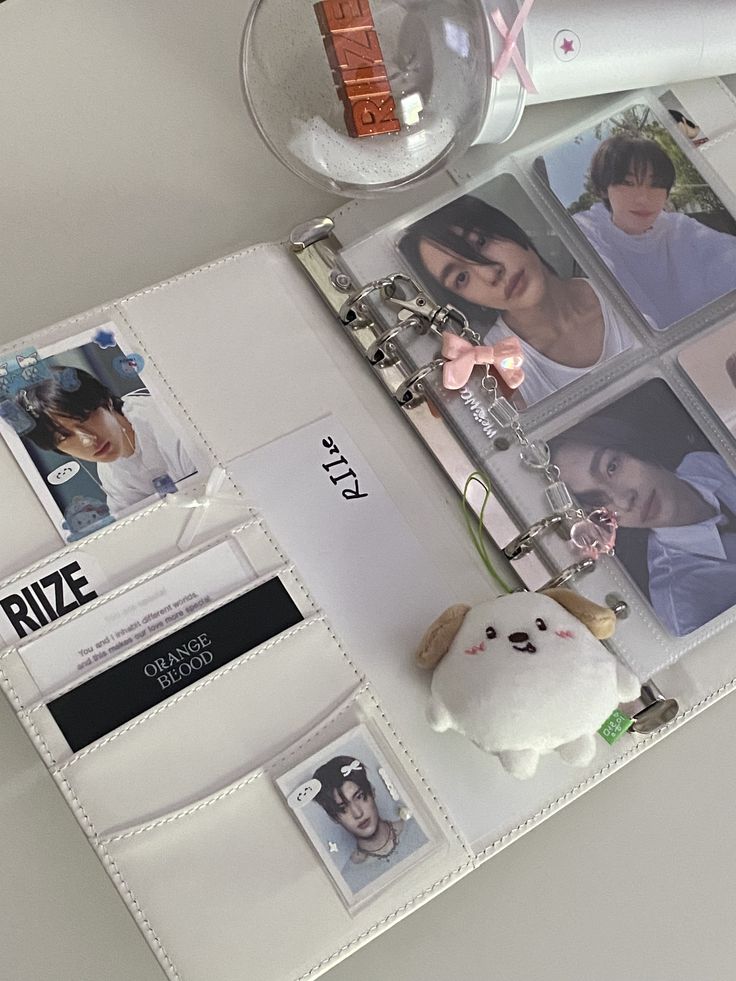 RIIZE
RIIze
RIIZE
You and I inhabit different worlds,
and this makes our love more special.
ORANGE
BLOOD